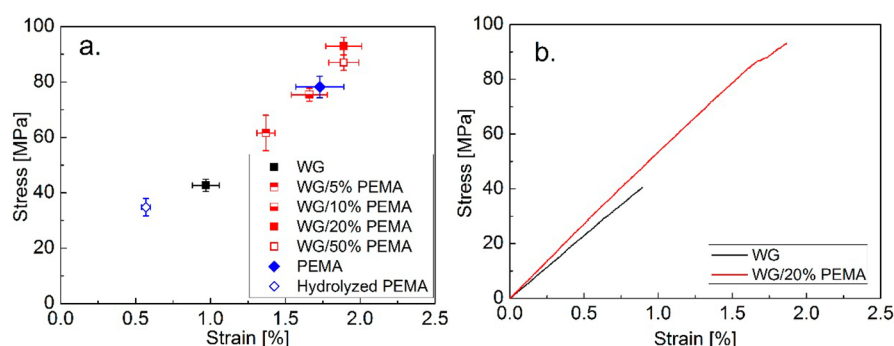 a.
Stress [MPa]
100
80
60
40
20
0
WG
WG/5% PEMA
WG/10% PEMA
WG/20% PEMA
WG/50% PEMA
PEMA
Hydrolyzed PEMA
0.0 0.5 1.0 1.5 2.0 2.5
Strain [%]
b.
Stress [MPa]
100
80
60
40
20
0
WG
WG/20% PEMA
0.0 0.5 1.0 1.5 2.0 2.5
Strain [%]